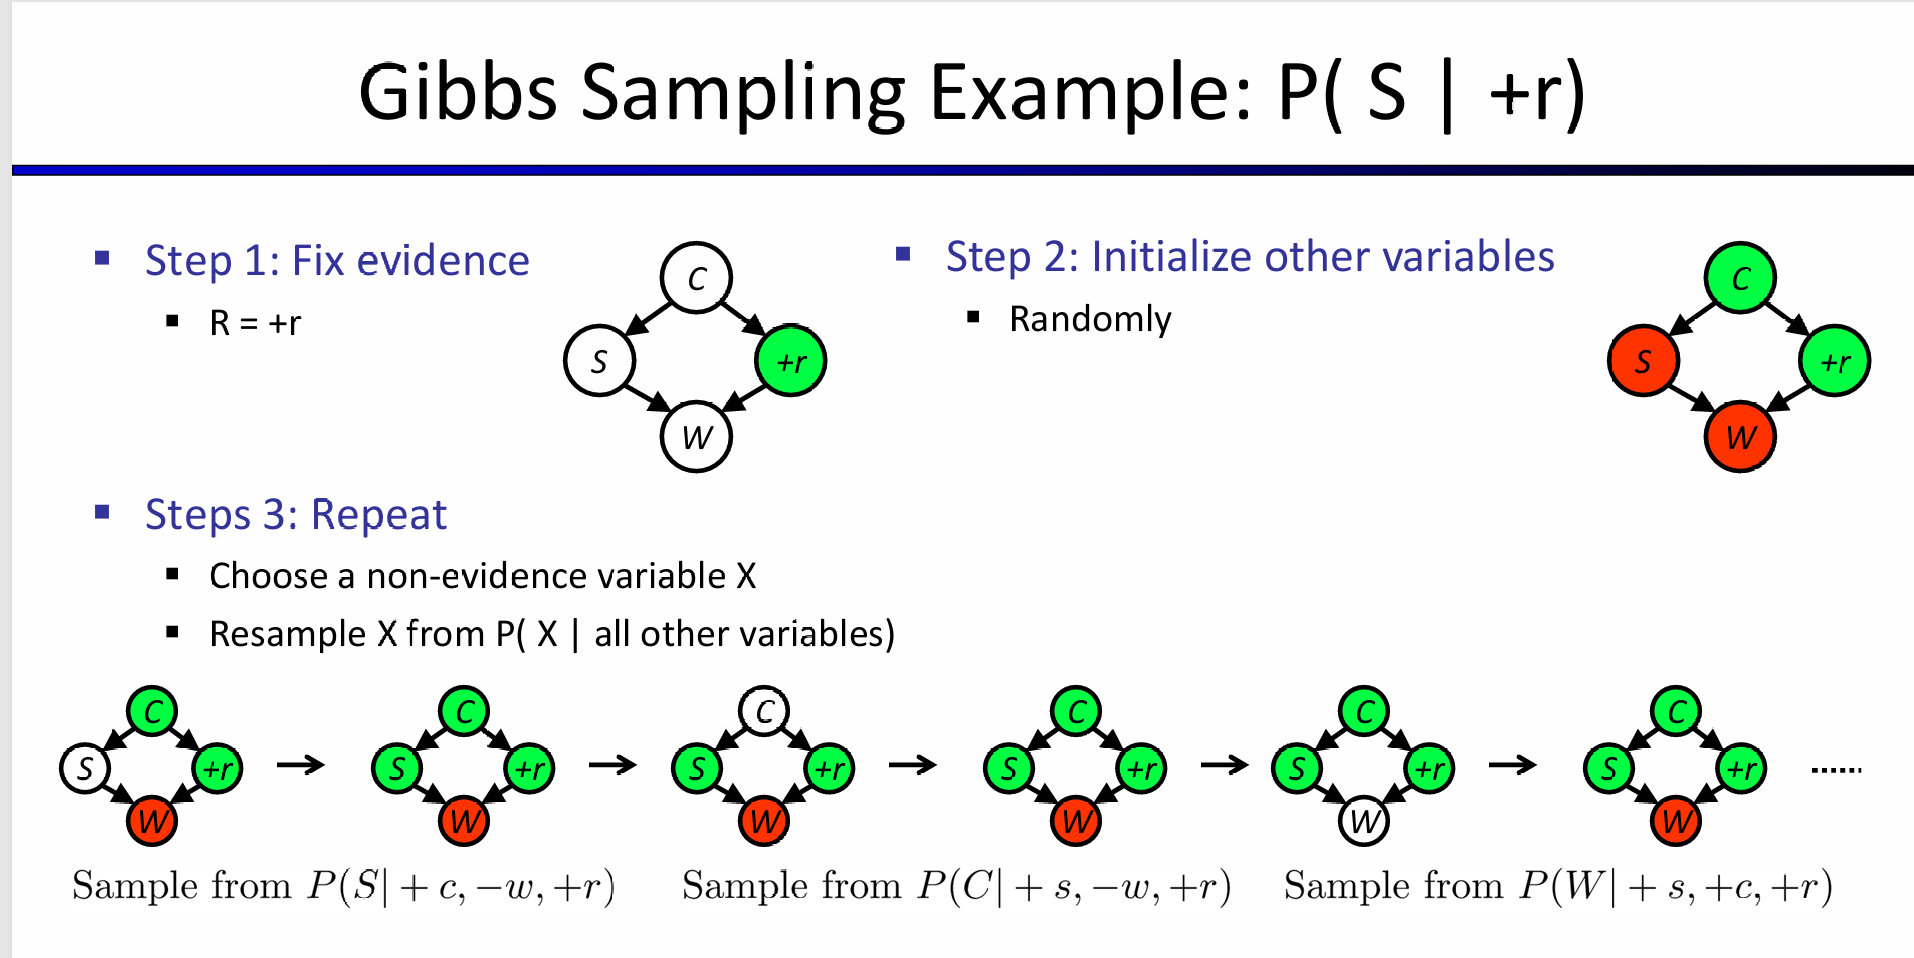 Gibbs Sampling Example: P( S | +r)
Step 1: Fix evidence
R = +r
C
S
+r
W
Step 2: Initialize other variables
Randomly
C
S
+r
W
Steps 3: Repeat
Choose a non-evidence variable X
Resample X from P( X | all other variables)
C C C C C C
S +r S +r S +r S +r S +r S +r ......
W W W W W W
Sample from P(S| + c, −w, +r) Sample from P(C| + s, −w, +r) Sample from P(W| + s, +c, +r)